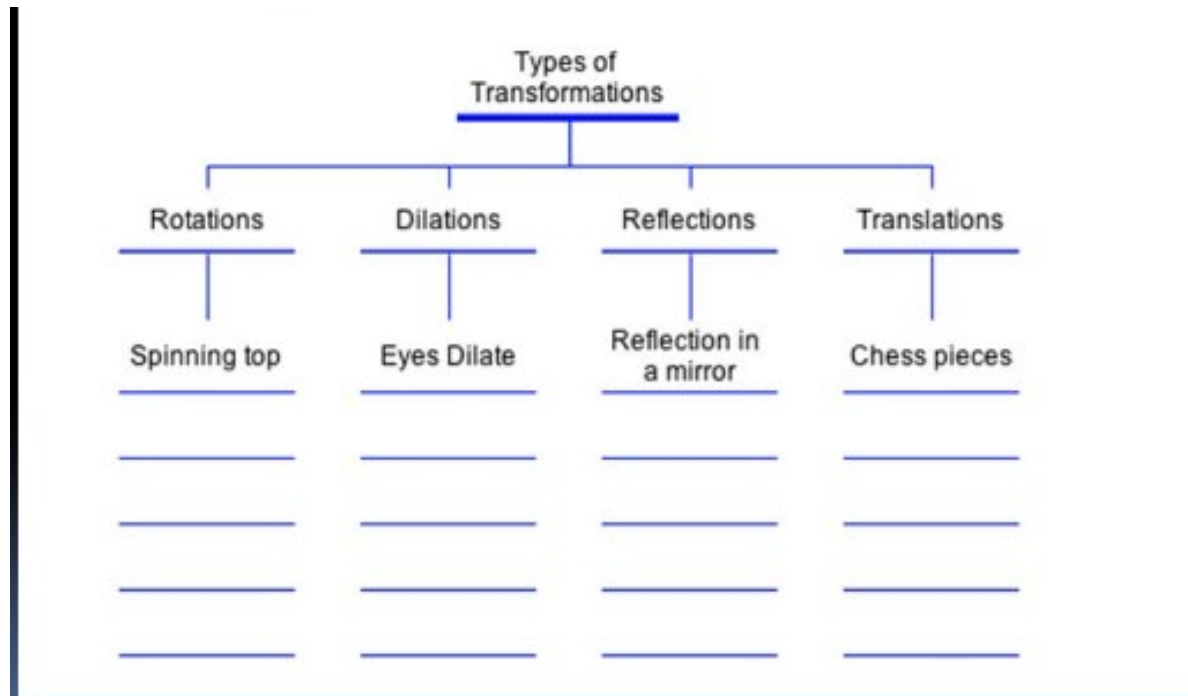 Types of
Transformations
Rotations
Dilations
Reflections
Translations
Spinning top
Eyes Dilate
Reflection in
a mirror
Chess pieces